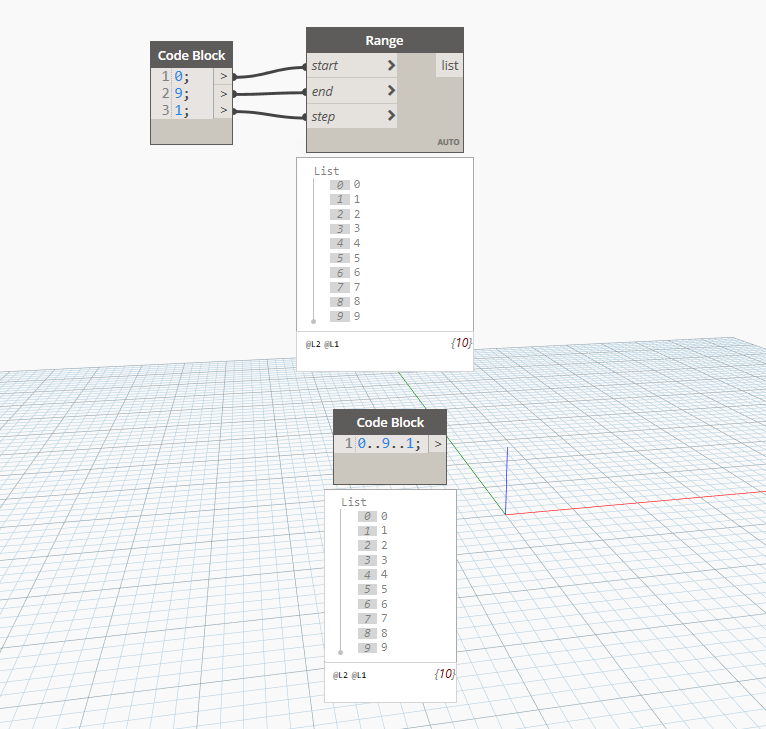 Code Block
1 0; >
2 9; >
3 1; >
Range
start > list
end >
step >
AUTO
List
0 0
1 1
2 2
3 3
4 4
5 5
6 6
7 7
8 8
9 9
@L2 @L1 {10}
Code Block
1 0..9..1; >
List
0 0
1 1
2 2
3 3
4 4
5 5
6 6
7 7
8 8
9 9
@L2 @L1 {10}